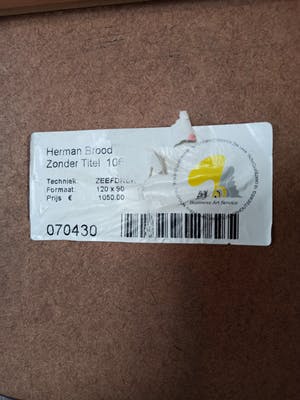 Herman Brood
Zonder Titel 106
Techniek: ZEEFDRUK
Formaat: 120 x 90
Prijs € 1050,00
070430
Business Art Service